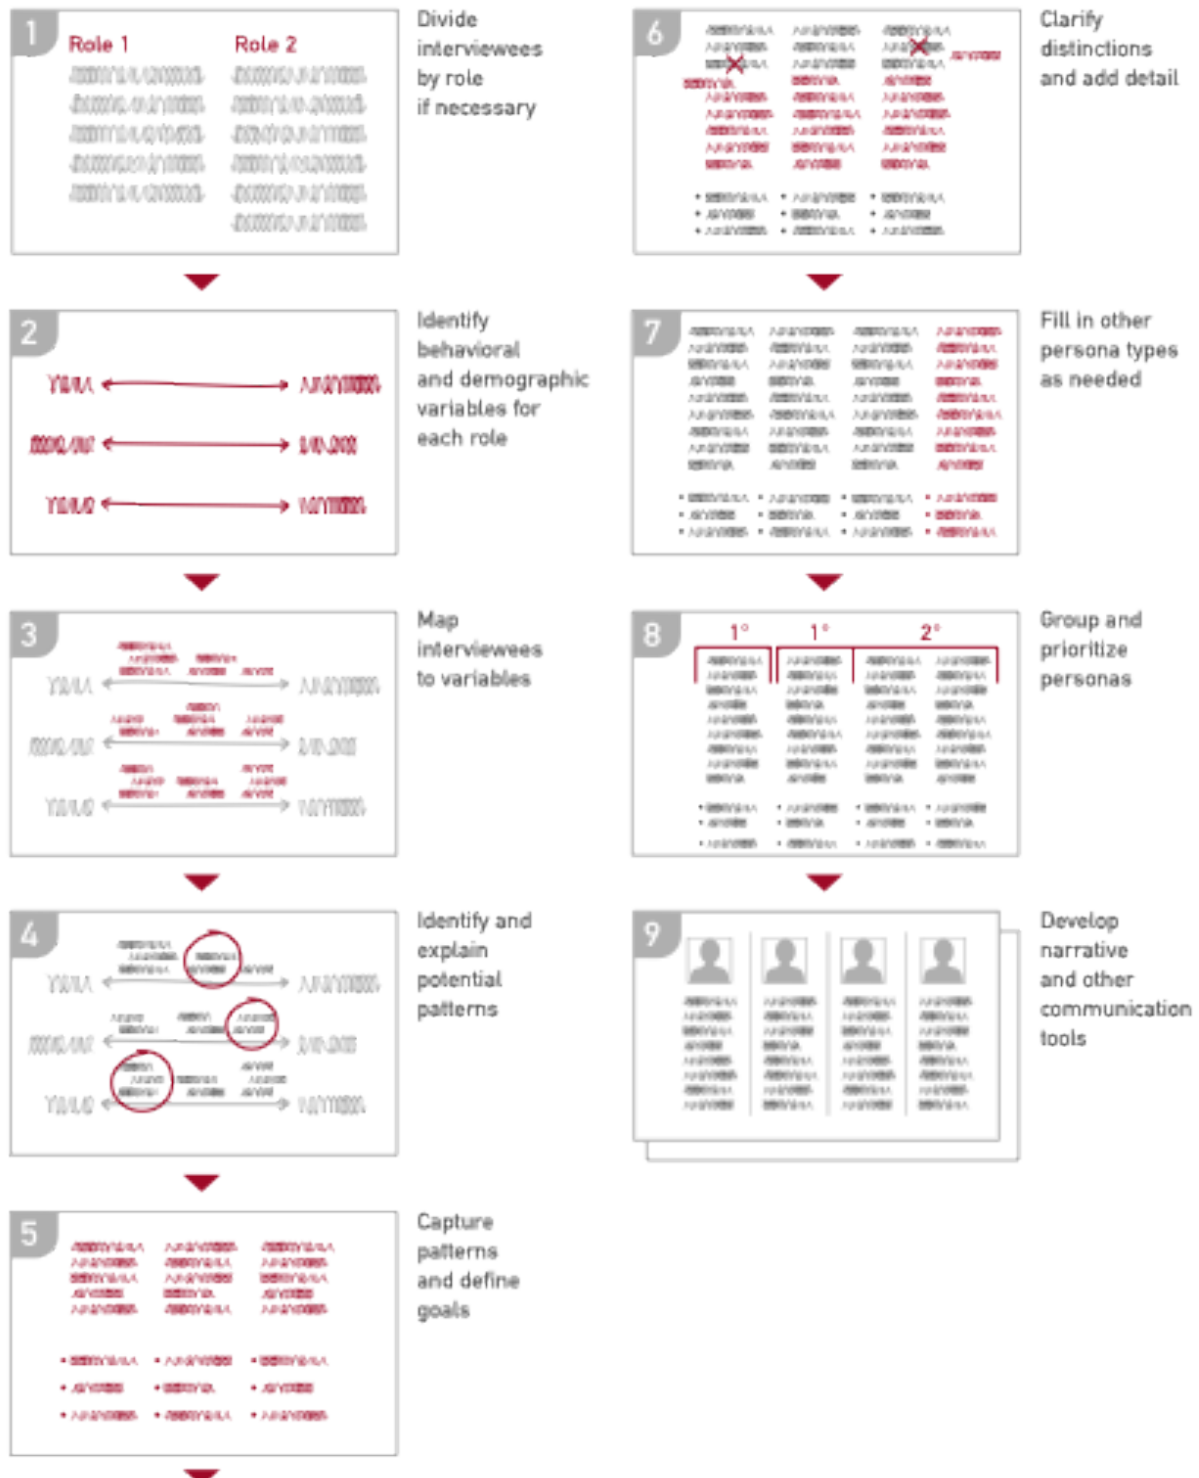 1
Role 1
Role 2
Divide
interviewees
by role
if necessary
2
Identify
behavioral
and demographic
variables for
each role
3
Map
interviewees
to variables
4
Identify and
explain
potential
patterns
5
Capture
patterns
and define
goals
6
Clarify
distinctions
and add detail
7
Fill in other
persona types
as needed
8
1°
1°
2°
Group and
prioritize
personas
9
Develop
narrative
and other
communication
tools